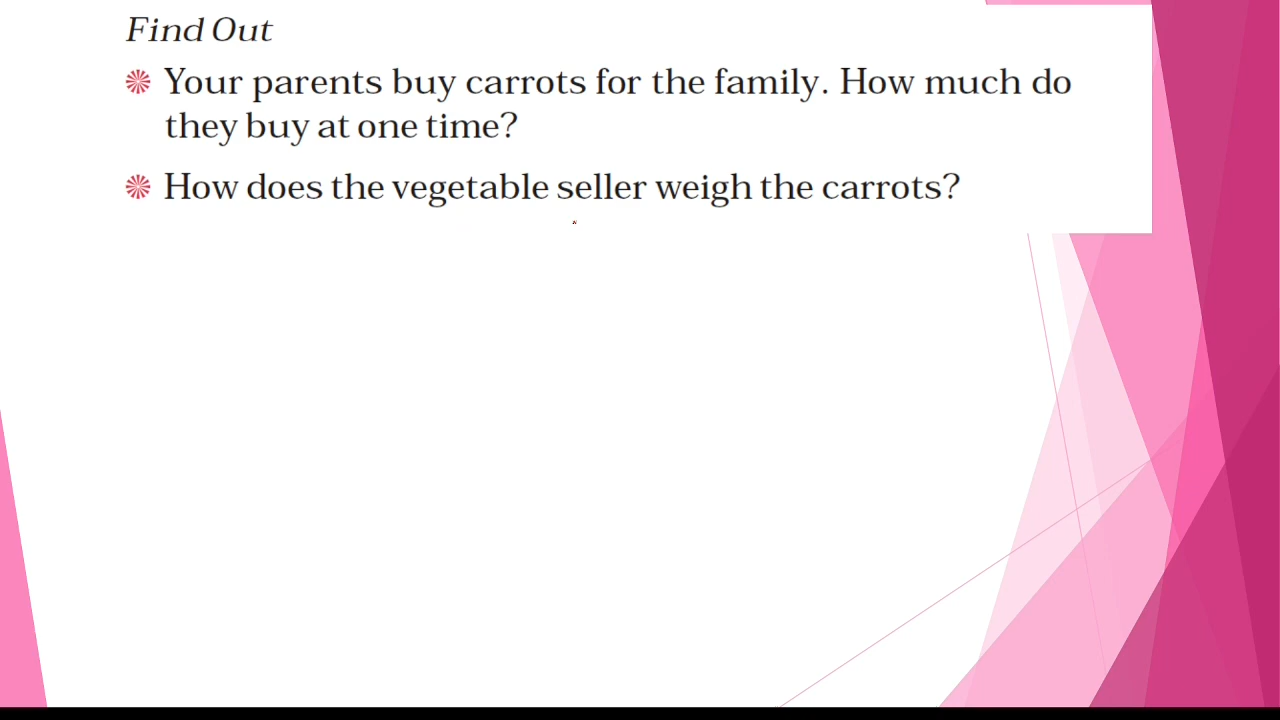 Find Out
Your parents buy carrots for the family. How much do
they buy at one time?
How does the vegetable seller weigh the carrots?